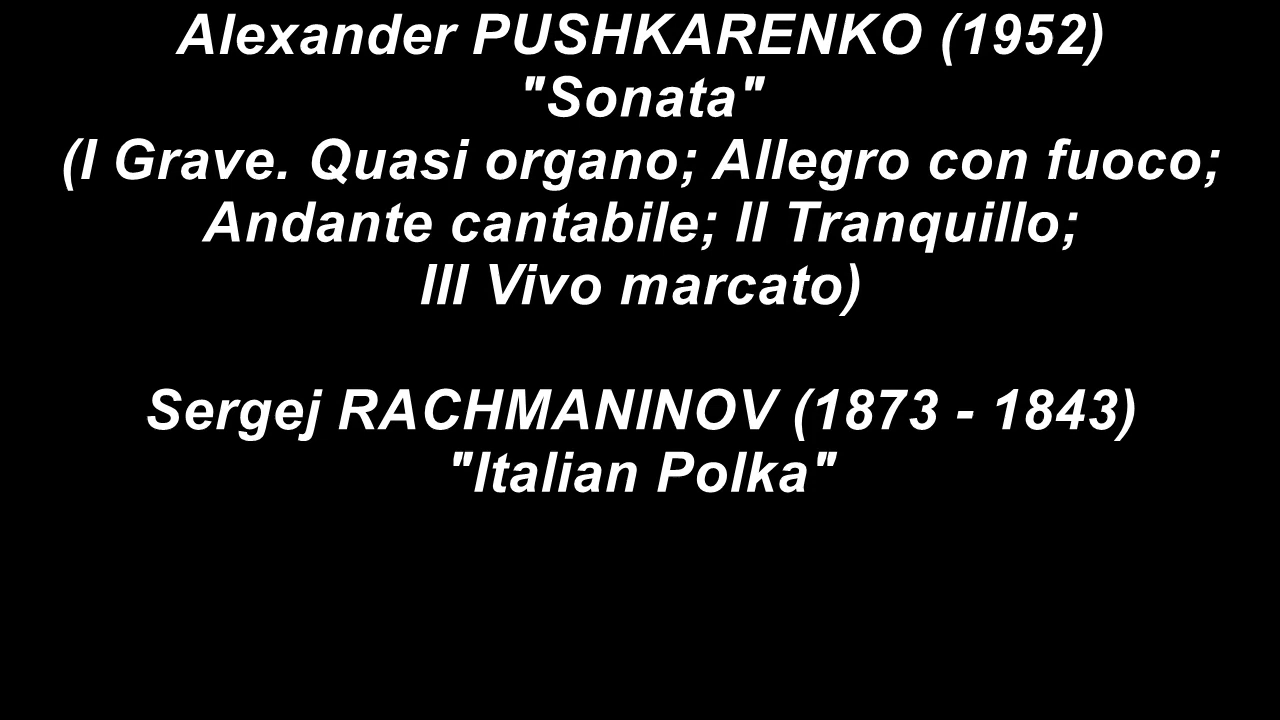 Alexander PUSHKARENKO (1952)
"Sonata"
(I Grave. Quasi organo; Allegro con fuoco;
Andante cantabile; II Tranquillo;
III Vivo marcato)
Sergej RACHMANINOV (1873 - 1843)
"Italian Polka"